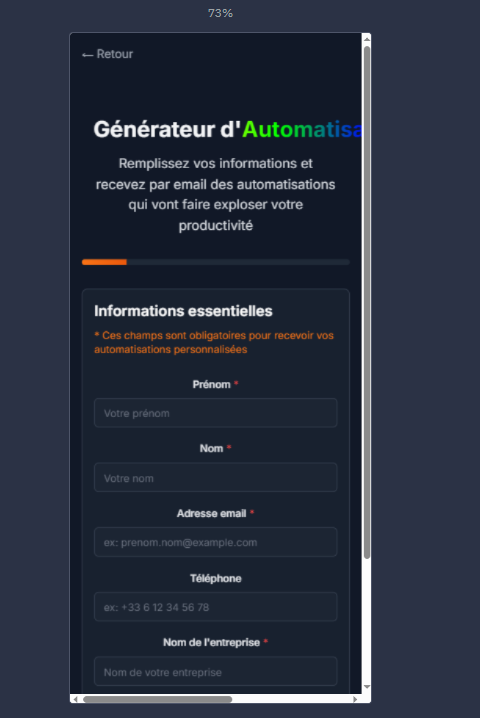 73%
← Retour
Générateur d'Automatisa
Remplissez vos informations et
recevez par email des automatisations
qui vont faire exploser votre
productivité
Informations essentielles
* Ces champs sont obligatoires pour recevoir vos
automatisations personnalisées
Prénom *
Votre prénom
Nom *
Votre nom
Adresse email *
ex: prenom.nom@example.com
Téléphone
ex: +33 6 12 34 56 78
Nom de l'entreprise *
Nom de votre entreprise